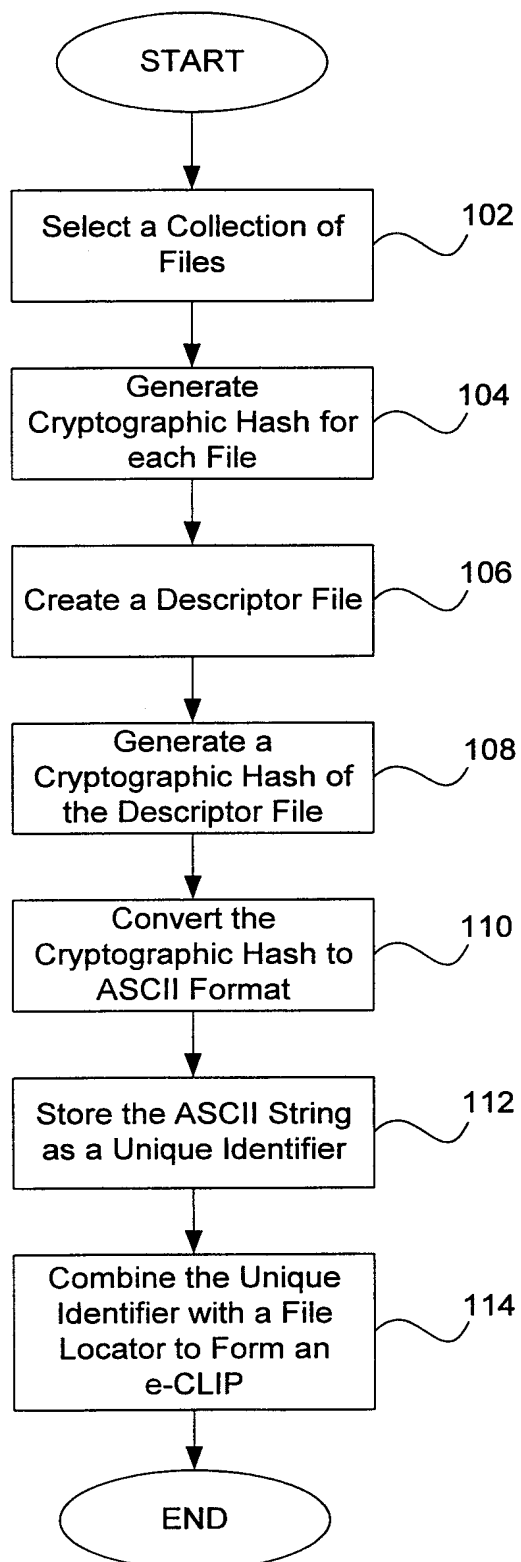 START
Select a Collection of
Files
102
Generate
Cryptographic Hash for
each File
104
Create a Descriptor File
106
Generate a
Cryptographic Hash of
the Descriptor File
108
Convert the
Cryptographic Hash to
ASCII Format
110
Store the ASCII String
as a Unique Identifier
112
Combine the Unique
Identifier with a File
Locator to Form an
e-CLIP
114
END